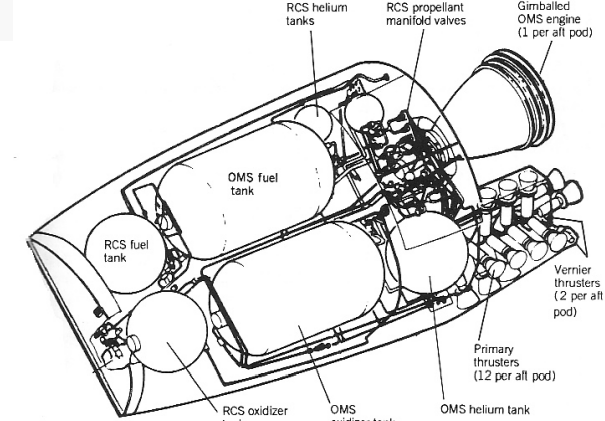 RCS helium
tanks
RCS propellant
manifold valves
Gimballed
OMS engine
(1 per aft pod)
OMS fuel
tank
RCS fuel
tank
Vernier
thrusters
(2 per aft
pod)
Primary
thrusters
(12 per aft pod)
RCS oxidizer
OMS
oxidizer tank
OMS helium tank